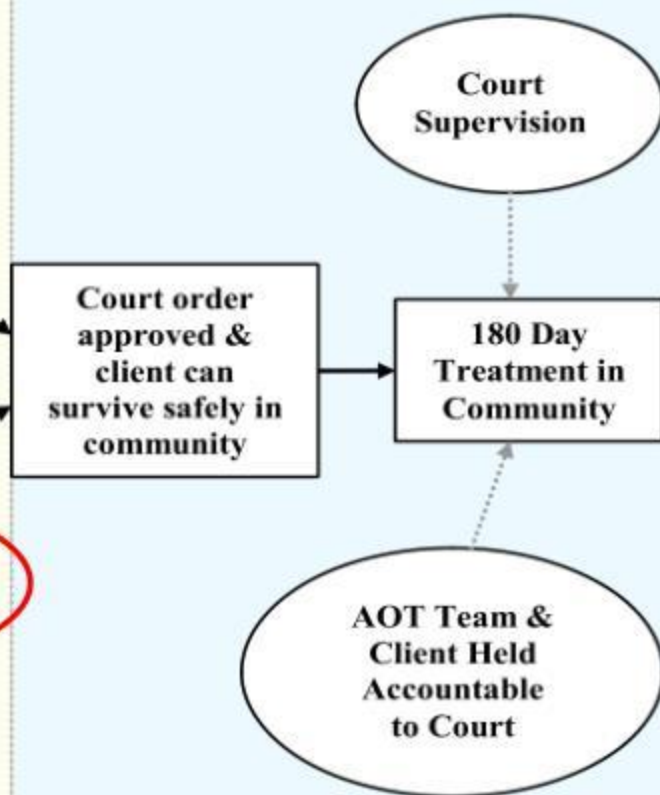 Court
Supervision
Court order
approved &
client can
survive safely in
community
180 Day
Treatment in
Community
AOT Team &
Client Held
Accountable
to Court